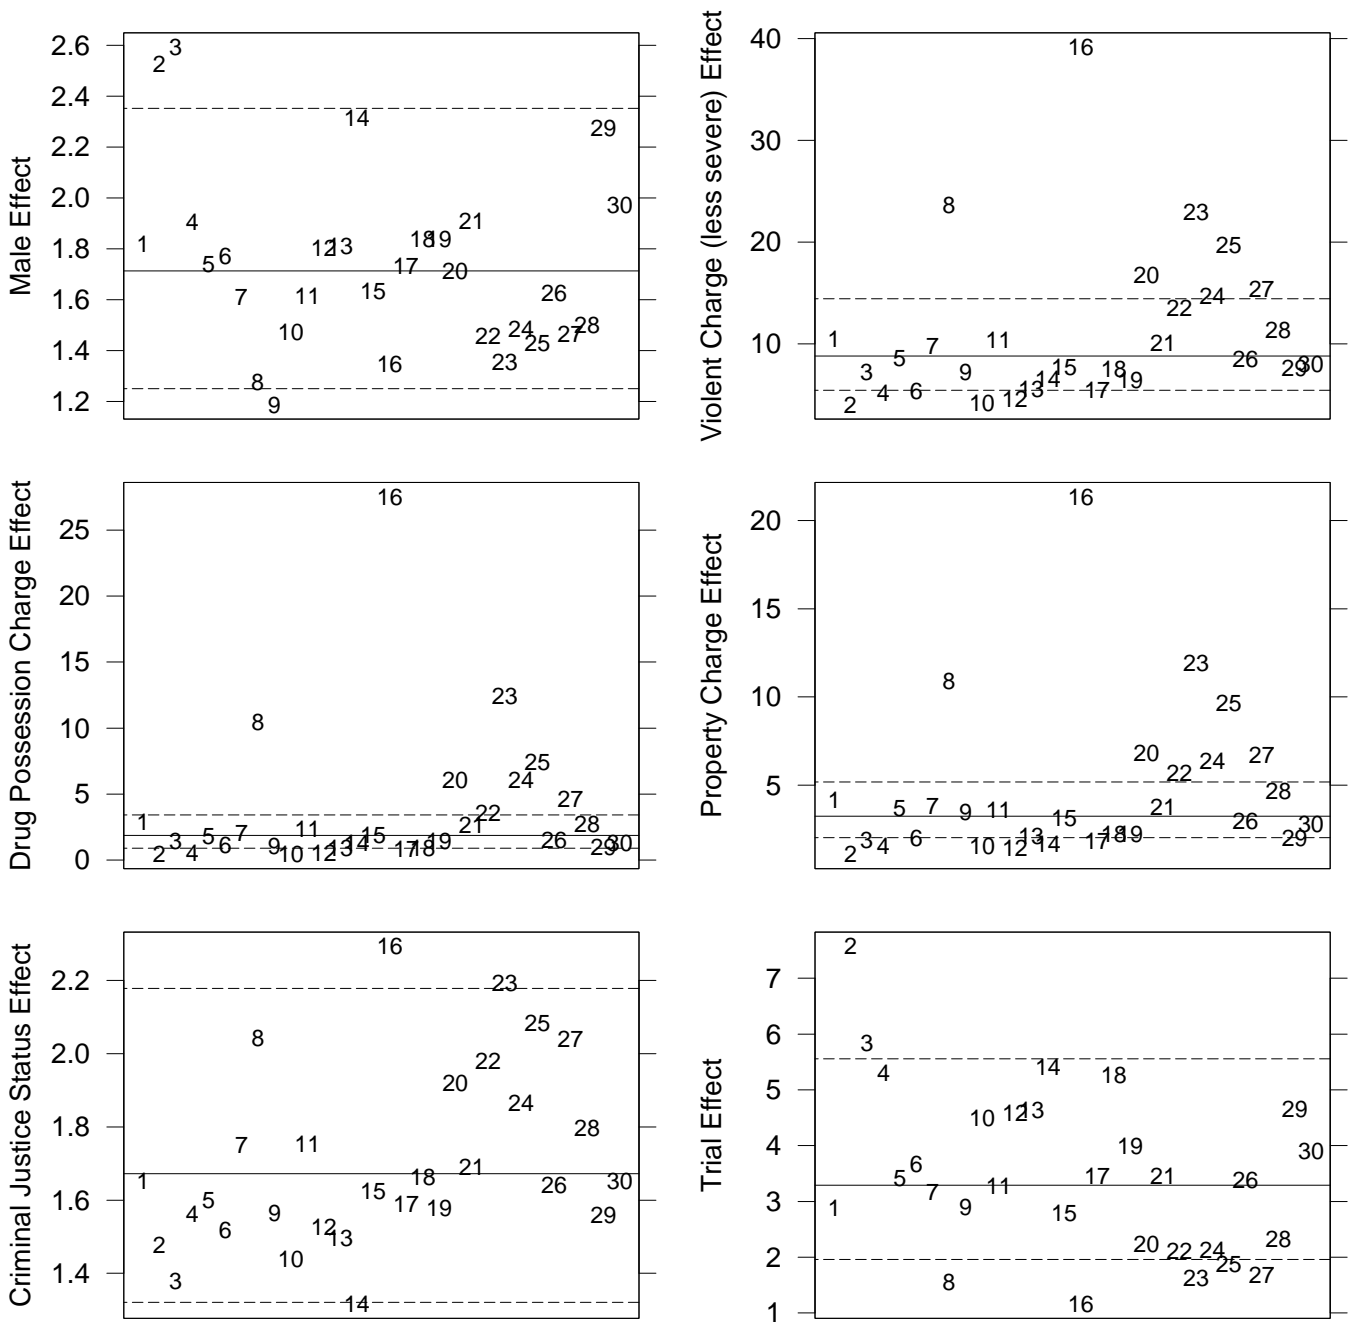 Male Effect
2.6
2.4
2.2
2.0
1.8
1.6
1.4
1.2
1 2 3 4 5 6 7 8 9 10 11 12 13 14 15 16 17 18 19 20 21 22 23 24 25 26 27 28 29 30
Violent Charge (less severe) Effect
40
30
20
10
1 2 3 4 5 6 7 8 9 10 11 12 13 14 15 16 17 18 19 20 21 22 23 24 25 26 27 28 29 30
Drug Possession Charge Effect
25
20
15
10
5
0
1 2 3 4 5 6 7 8 9 10 11 12 13 14 15 16 17 18 19 20 21 22 23 24 25 26 27 28 29 30
Property Charge Effect
20
15
10
5
1 2 3 4 5 6 7 8 9 10 11 12 13 14 15 16 17 18 19 20 21 22 23 24 25 26 27 28 29 30
Criminal Justice Status Effect
2.2
2.0
1.8
1.6
1.4
1 2 3 4 5 6 7 8 9 10 11 12 13 14 15 16 17 18 19 20 21 22 23 24 25 26 27 28 29 30
Trial Effect
7
6
5
4
3
2
1
1 2 3 4 5 6 7 8 9 10 11 12 13 14 15 16 17 18 19 20 21 22 23 24 25 26 27 28 29 30